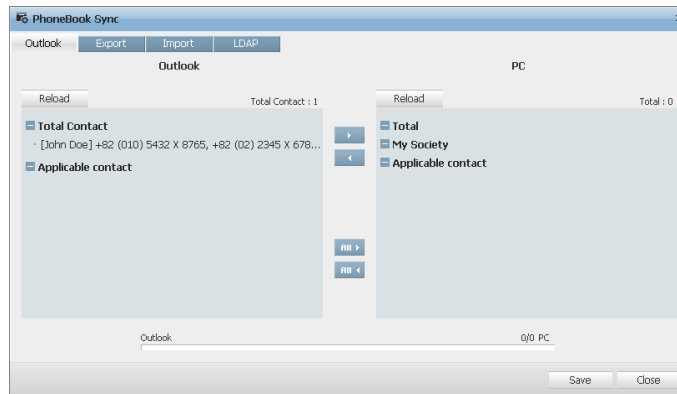 PhoneBook Sync
Outlook Export Import LDAP
Outlook
PC
Reload
Total Contact : 1
Reload
Total : 0
Total Contact
· [John Doe] +82 (010) 5432 X 8765, +82 (02) 2345 X 678...
Applicable contact
Total
My Society
Applicable contact
All
All
Outlook
0/0 PC
Save
Close